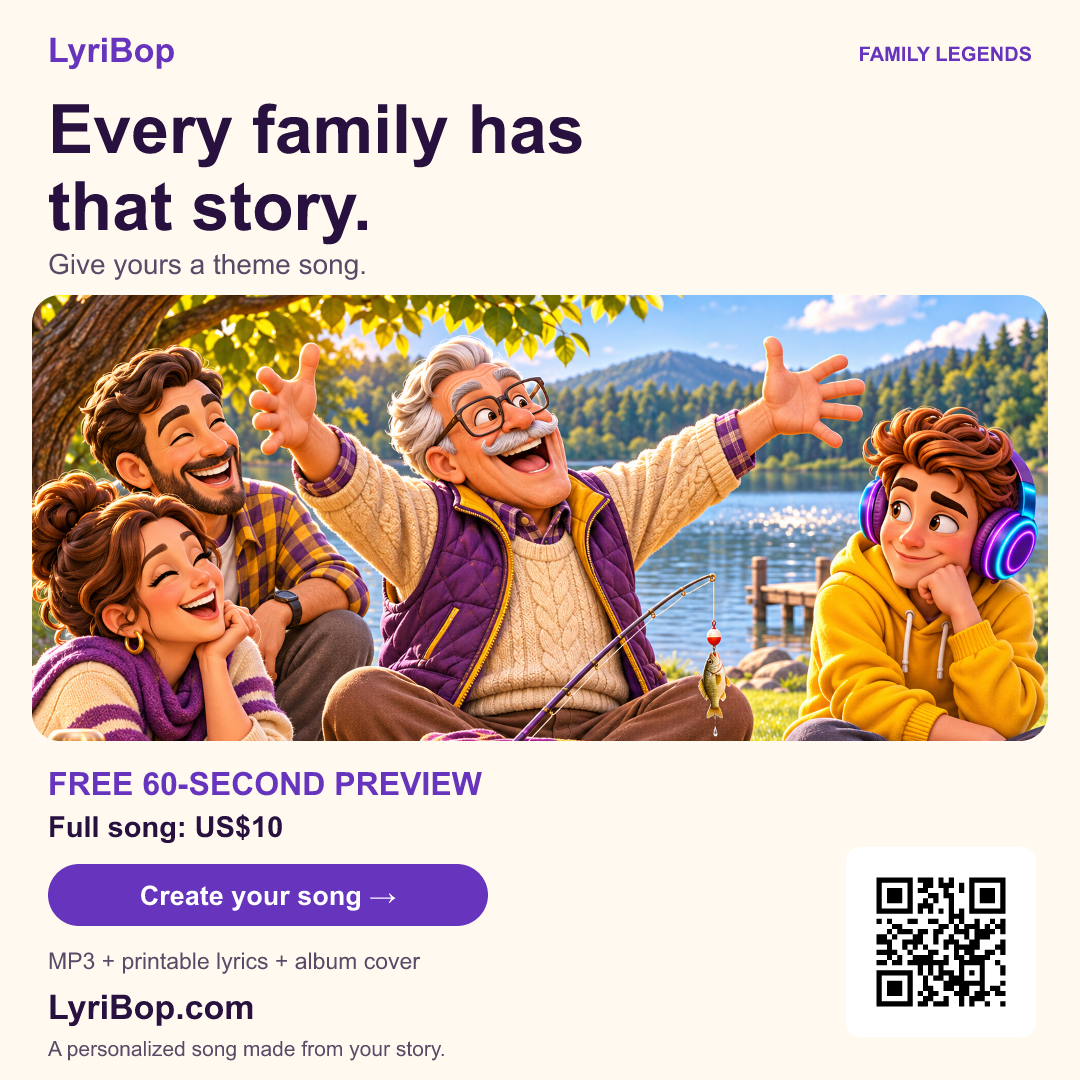 LyriBop
FAMILY LEGENDS
Every family has
that story.
Give yours a theme song.
FREE 60-SECOND PREVIEW
Full song: US$10
Create your song →
MP3 + printable lyrics + album cover
LyriBop.com
A personalized song made from your story.